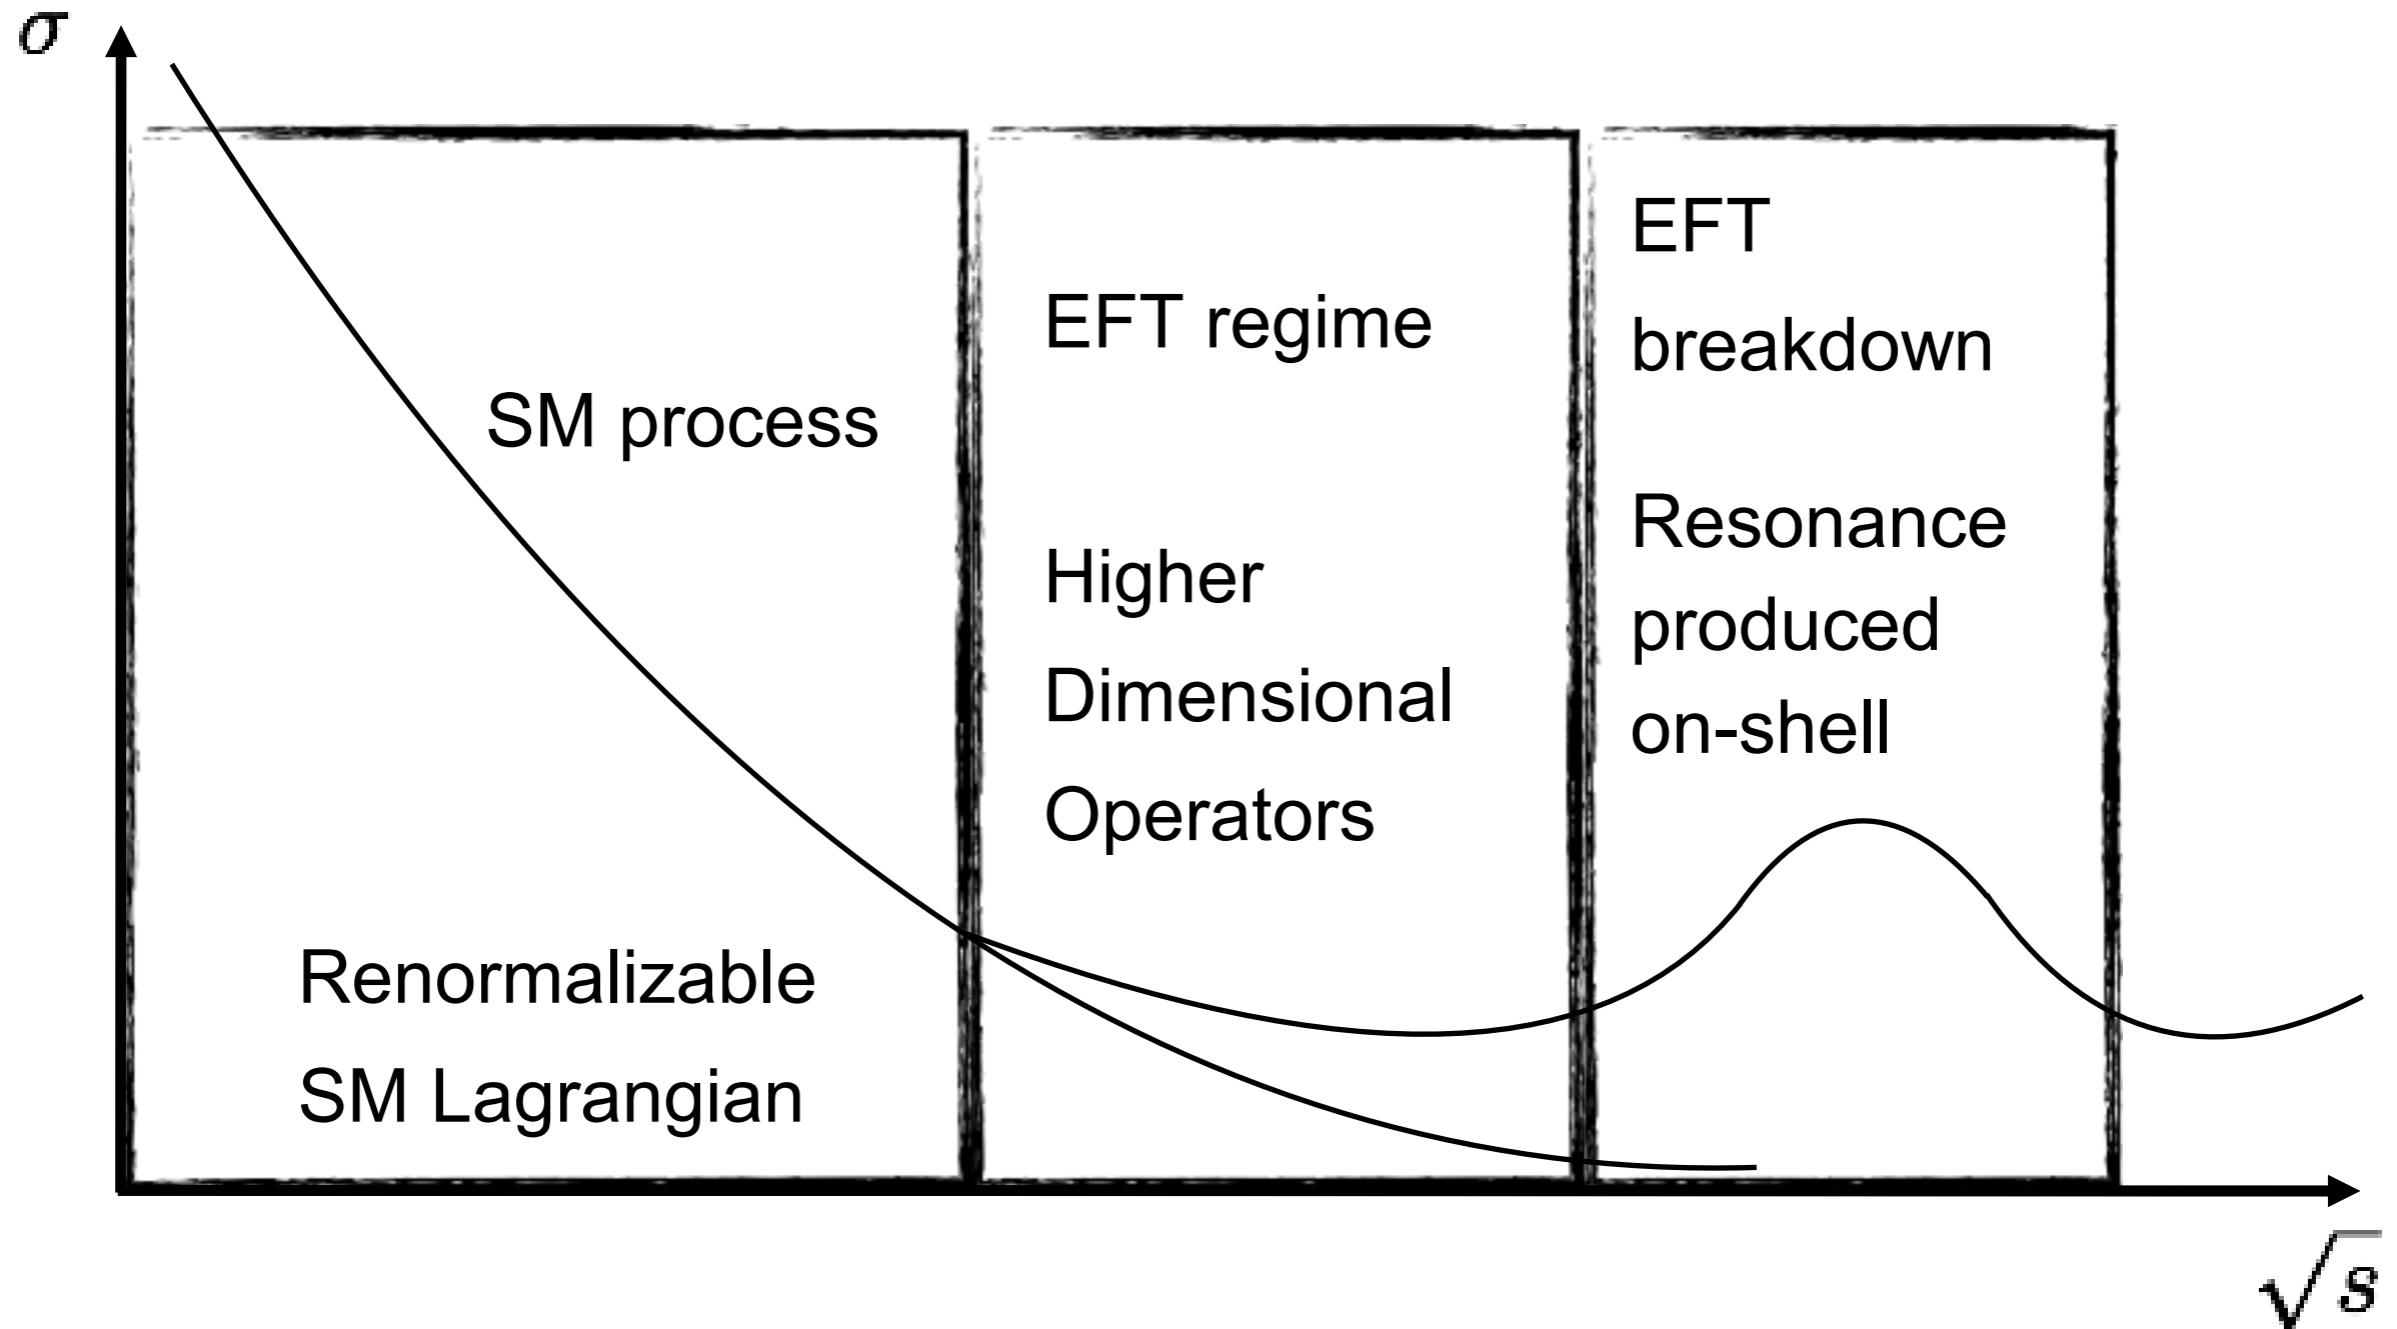 σ
SM process
Renormalizable
SM Lagrangian
EFT regime
Higher
Dimensional
Operators
EFT
breakdown
Resonance
produced
on-shell
√s